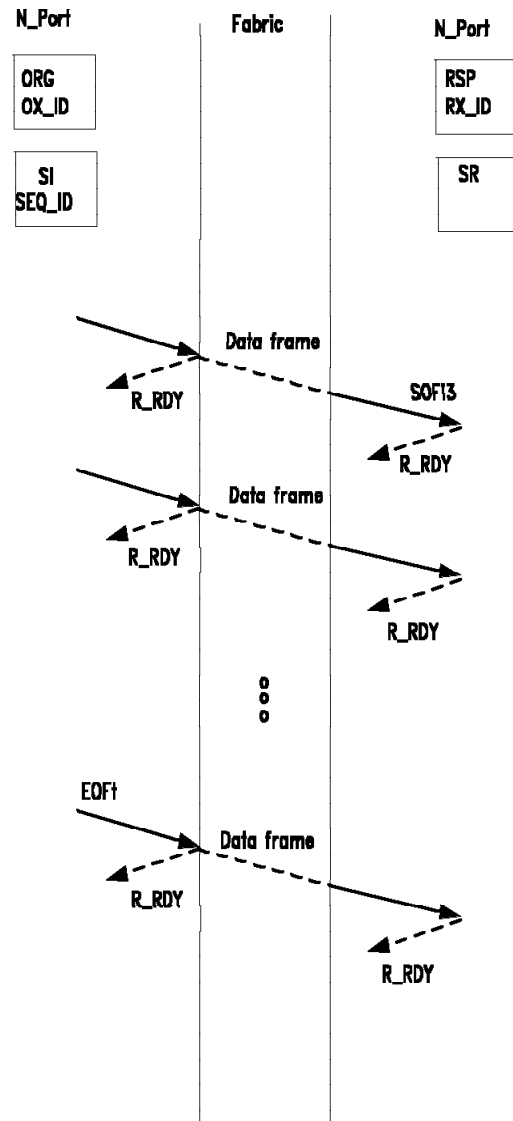 N_Port
Fabric
N_Port
ORG
OX_ID
RSP
RX_ID
SI
SEQ_ID
SR
Data frame
R_RDY
SOFi3
R_RDY
Data frame
R_RDY
R_RDY
EOFt
Data frame
R_RDY
R_RDY